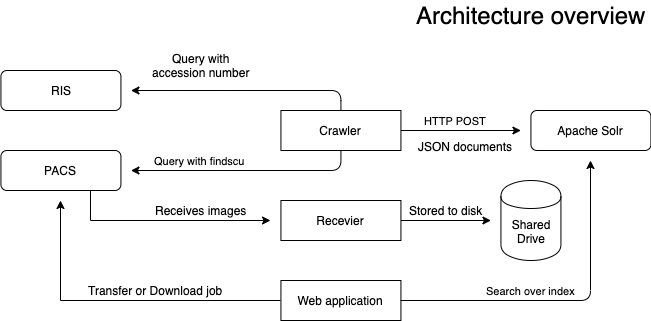 Architecture overview
Query with
accession number
RIS
Crawler
HTTP POST
JSON documents
Apache Solr
Query with findscu
PACS
Receives images
Recevier
Stored to disk
Shared
Drive
Transfer or Download job
Web application
Search over index